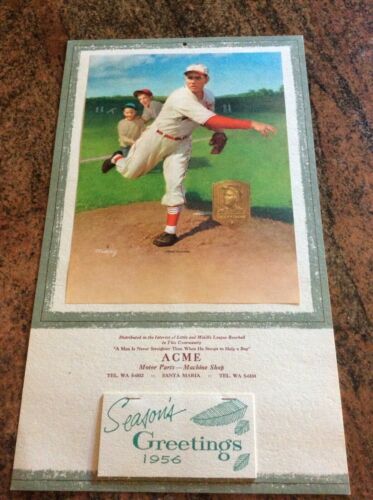 Distributed in the Interest of Little and Middle League Baseball
in This Community
"A Man Is Never Straighter Than When He Stoops to Help a Boy"
ACME
Motor Parts — Machine Shop
TEL. WA 5-4802 — SANTA MARIA — TEL. WA 5-4816
Season's
Greetings
1956